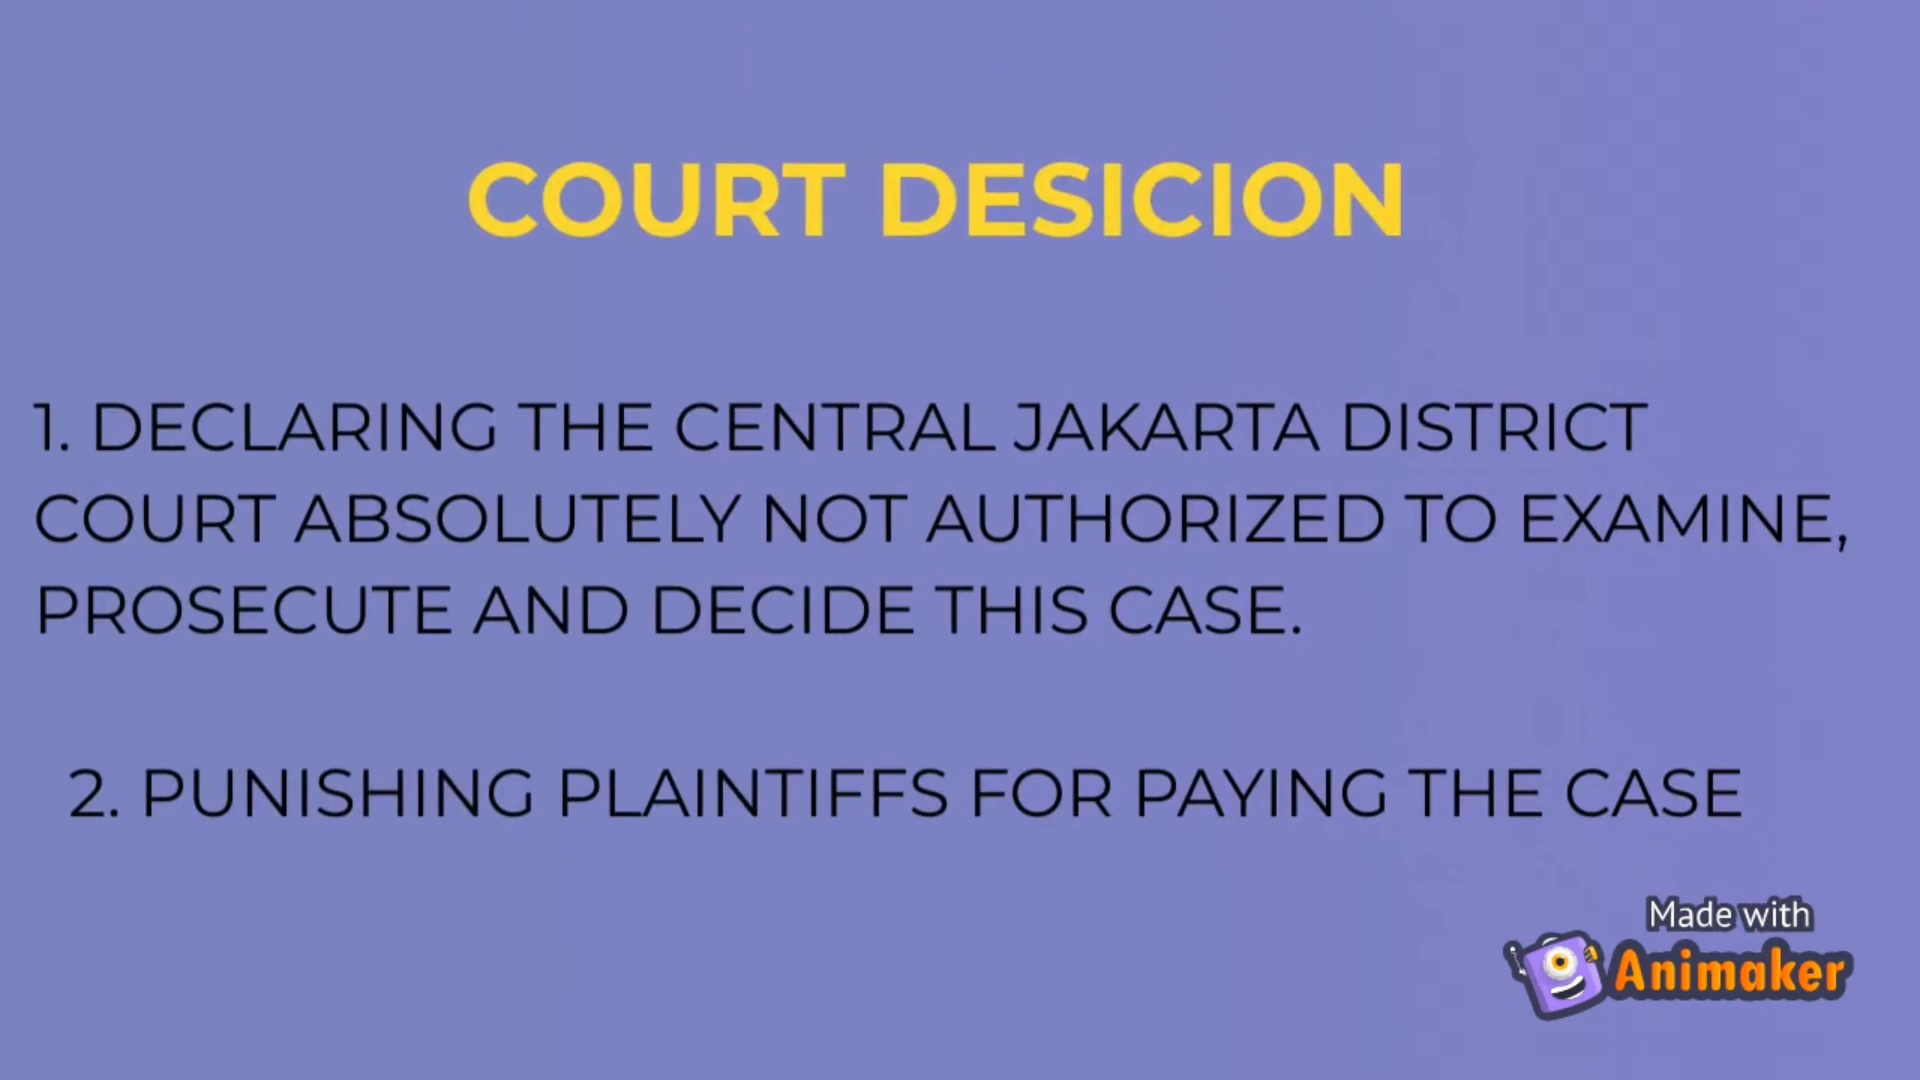 COURT DESICION
1. DECLARING THE CENTRAL JAKARTA DISTRICT
COURT ABSOLUTELY NOT AUTHORIZED TO EXAMINE,
PROSECUTE AND DECIDE THIS CASE.
2. PUNISHING PLAINTIFFS FOR PAYING THE CASE
Made with
Animaker